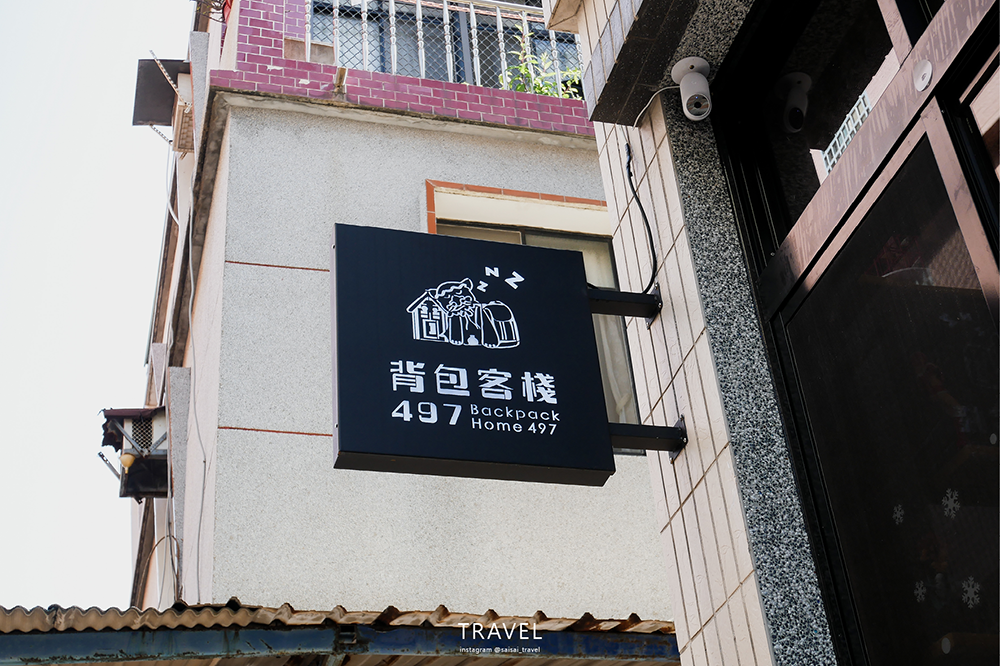 Z N Z
背包客棧
497 Backpack
Home 497
TRAVEL
instagram @saisai_travel